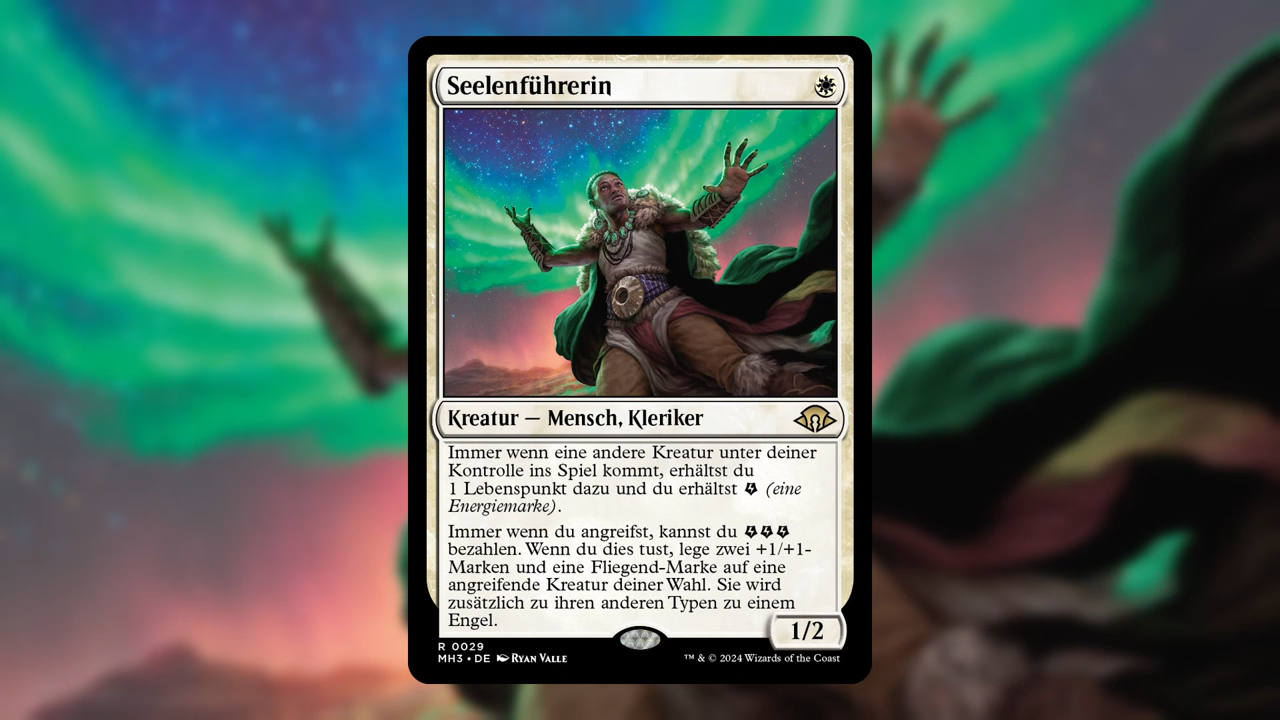 Seelenführerin
Kreatur — Mensch, Kleriker
Immer wenn eine andere Kreatur unter deiner
Kontrolle ins Spiel kommt, erhältst du
1 Lebenspunkt dazu und du erhältst (eine
Energiemarke).
Immer wenn du angreifst, kannst du
bezahlen. Wenn du dies tust, lege zwei +1/+1-
Marken und eine Fliegend-Marke auf eine
angreifende Kreatur deiner Wahl. Sie wird
zusätzlich zu ihren anderen Typen zu einem
Engel.
1/2
R 0029
MH3 • DE Ryan Valle
™ & © 2024 Wizards of the Coast